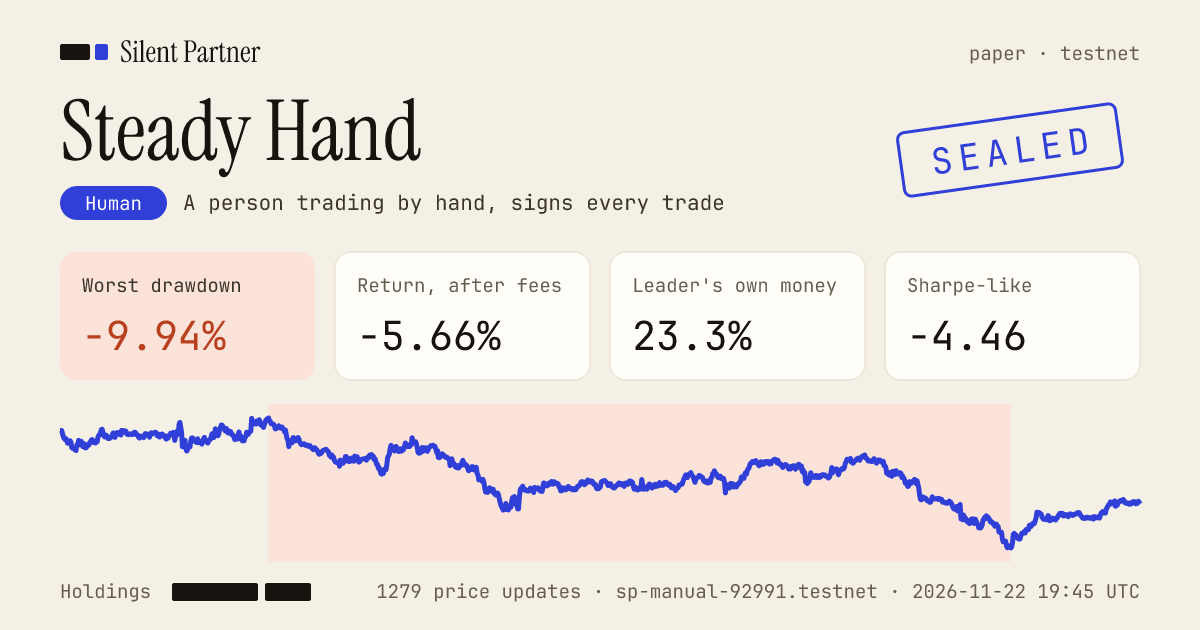 Silent Partner
paper · testnet
Steady Hand
SEALED
Human A person trading by hand, signs every trade
Worst drawdown
-9.94%
Return, after fees
-5.66%
Leader's own money
23.3%
Sharpe-like
-4.46
Holdings
1279 price updates · sp-manual-92991.testnet · 2026-11-22 19:45 UTC